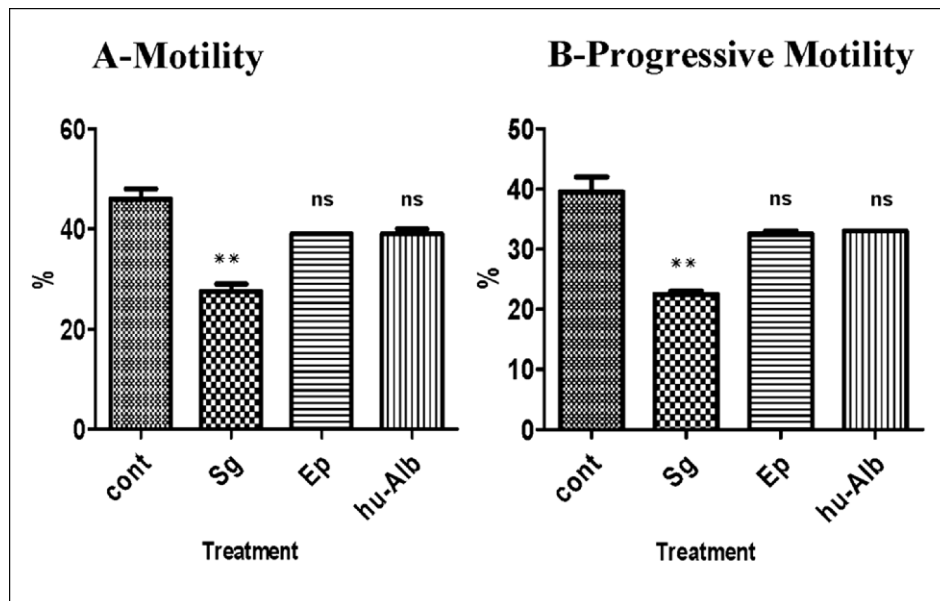 A-Motility
60
40
20
0
%
**
ns
ns
cont
Sg
Ep
hu-Alb
Treatment
B-Progressive Motility
50
40
30
20
10
0
%
**
ns
ns
cont
Sg
Ep
hu-Alb
Treatment